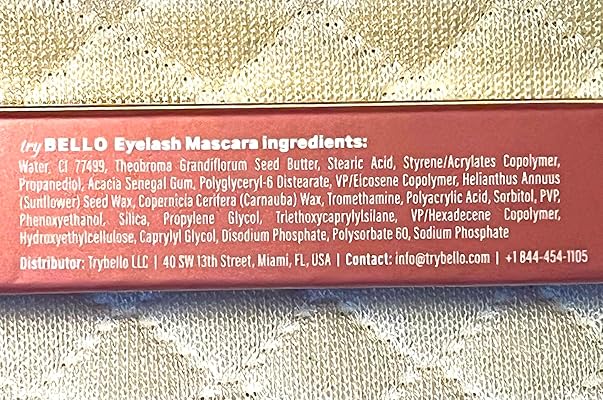 try BELLO Eyelash Mascara Ingredients:
Water, CI 77499, Theobroma Grandiflorum Seed Butter, Stearic Acid, Styrene/Acrylates Copolymer,
Propanediol, Acacia Senegal Gum, Polyglyceryl-6 Distearate, VP/Eicosene Copolymer, Helianthus Annuus
(Sunflower) Seed Wax, Copernicia Cerifera (Carnauba) Wax, Tromethamine, Polyacrylic Acid, Sorbitol, PVP,
Phenoxyethanol, Silica, Propylene Glycol, Triethoxycaprylylsilane, VP/Hexadecene Copolymer,
Hydroxyethylcellulose, Caprylyl Glycol, Disodium Phosphate, Polysorbate 60, Sodium Phosphate
Distributor: Trybello LLC | 40 SW 13th Street, Miami, FL, USA | Contact: info@trybello.com | +1 844-454-1105